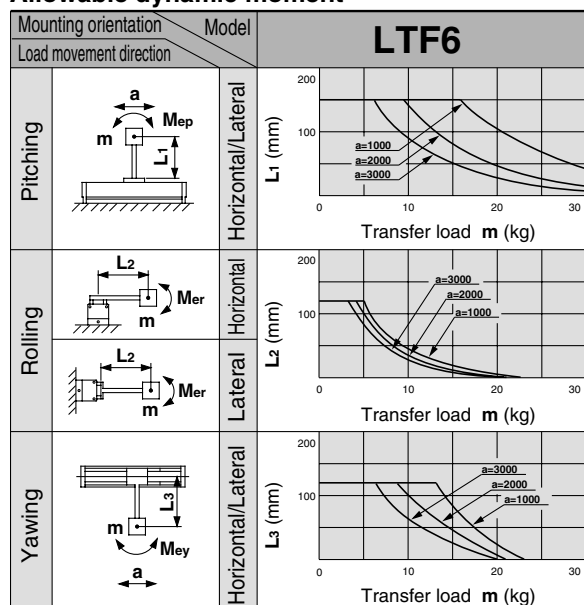 Allowable dynamic moment
Mounting orientation
Model
Load movement direction
LTF6
Pitching
a
Mep
m
L1
Horizontal/Lateral
L1 (mm)
200
100
a=1000
a=2000
a=3000
0 10 20 30
Transfer load m (kg)
Rolling
L2
Mer
m
Horizontal
L2
Mer
m
Lateral
L2 (mm)
200
100
a=3000
a=2000
a=1000
0 10 20 30
Transfer load m (kg)
Yawing
L3
m
Mey
a
Horizontal/Lateral
L3 (mm)
200
100
a=3000
a=2000
a=1000
0 10 20 30
Transfer load m (kg)